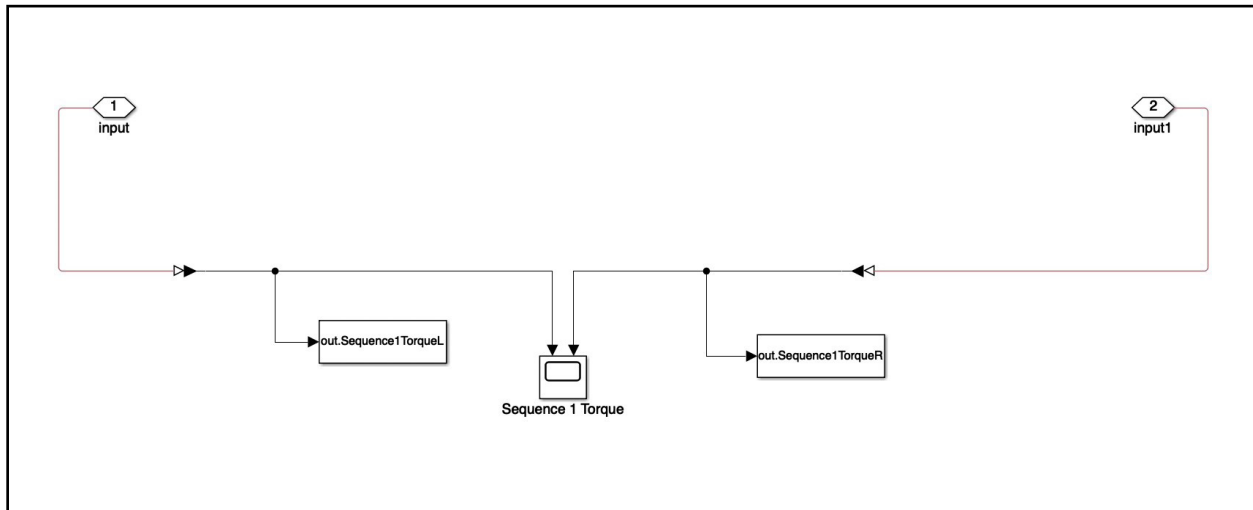 1
input
2
input1
out.Sequence1TorqueL
out.Sequence1TorqueR
Sequence 1 Torque